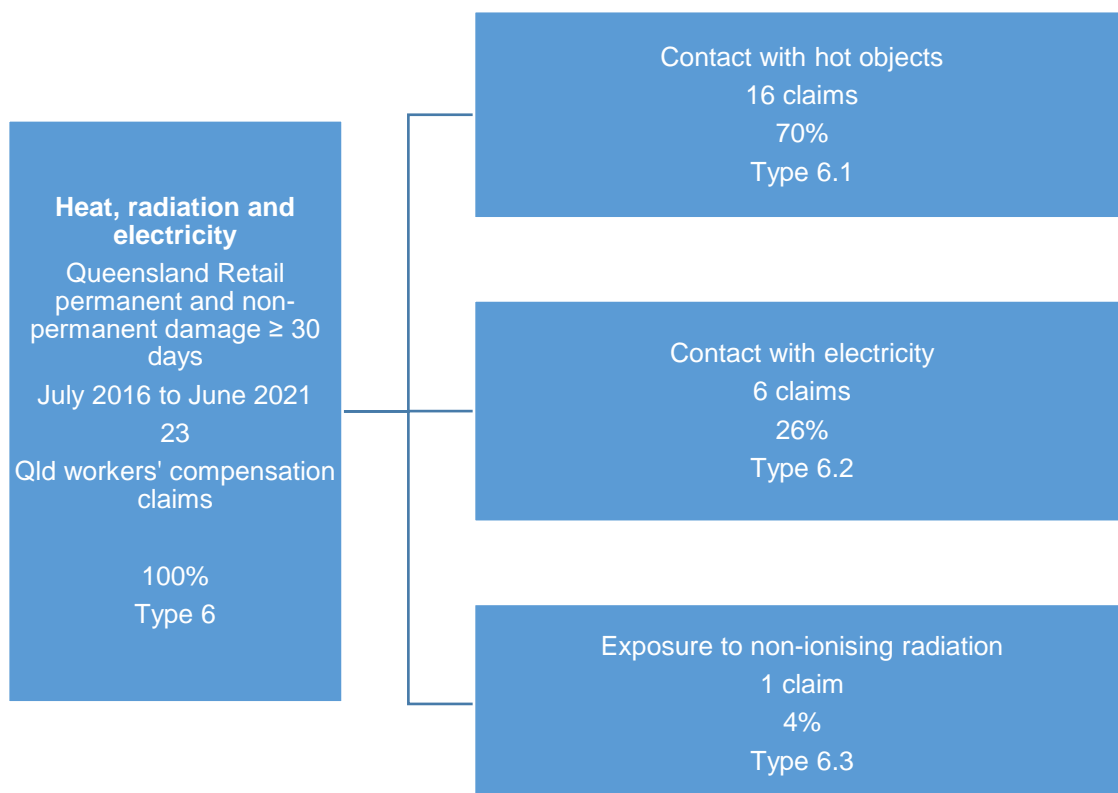 Heat, radiation and
electricity
Queensland Retail
permanent and non-
permanent damage ≥ 30
days
July 2016 to June 2021
23
Qld workers' compensation
claims
100%
Type 6
Contact with hot objects
16 claims
70%
Type 6.1
Contact with electricity
6 claims
26%
Type 6.2
Exposure to non-ionising radiation
1 claim
4%
Type 6.3